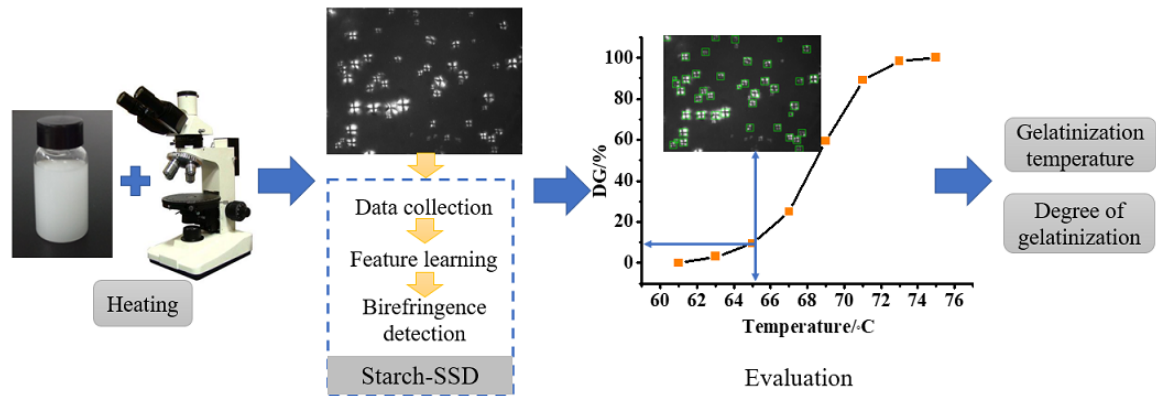 Heating
Data collection
Feature learning
Birefringence
detection
Starch-SSD
DG/%
100
80
60
40
20
0
60 62 64 66 68 70 72 74 76
Temperature/◦C
Evaluation
Gelatinization
temperature
Degree of
gelatinization